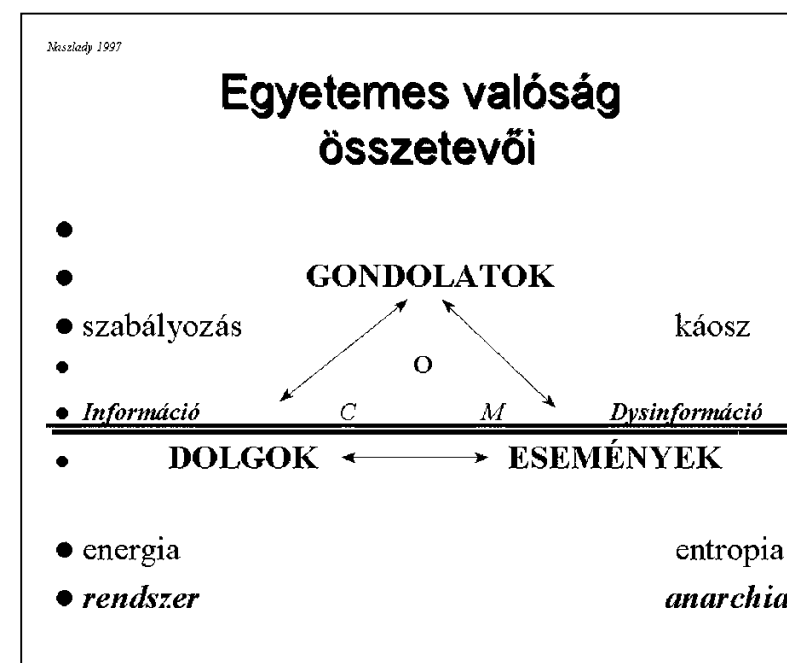 Naszlady 1997
Egyetemes valóság
összetevői
GONDOLATOK
szabályozás káosz
O
Információ C M Dysinformáció
DOLGOK ESEMÉNYEK
energia entropia
rendszer anarchia